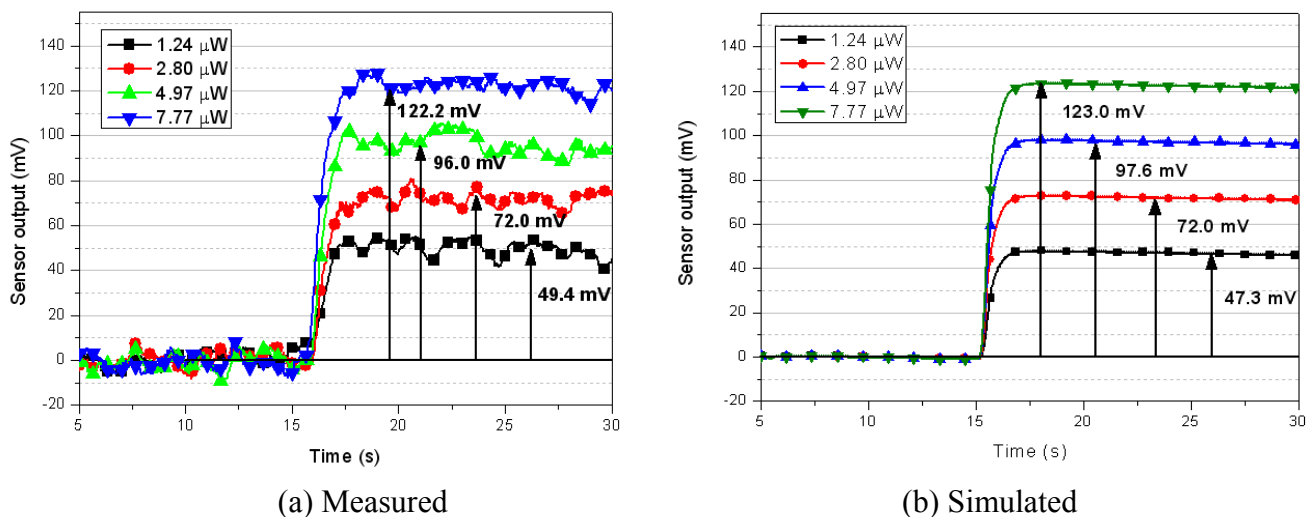 1.24 μW
2.80 μW
4.97 μW
7.77 μW
122.2 mV
96.0 mV
72.0 mV
49.4 mV
Sensor output (mV)
140
120
100
80
60
40
20
0
-20
5
10
15
20
25
30
Time (s)
(a) Measured
1.24 μW
2.80 μW
4.97 μW
7.77 μW
123.0 mV
97.6 mV
72.0 mV
47.3 mV
Sensor output (mV)
140
120
100
80
60
40
20
0
-20
5
10
15
20
25
30
Time (s)
(b) Simulated